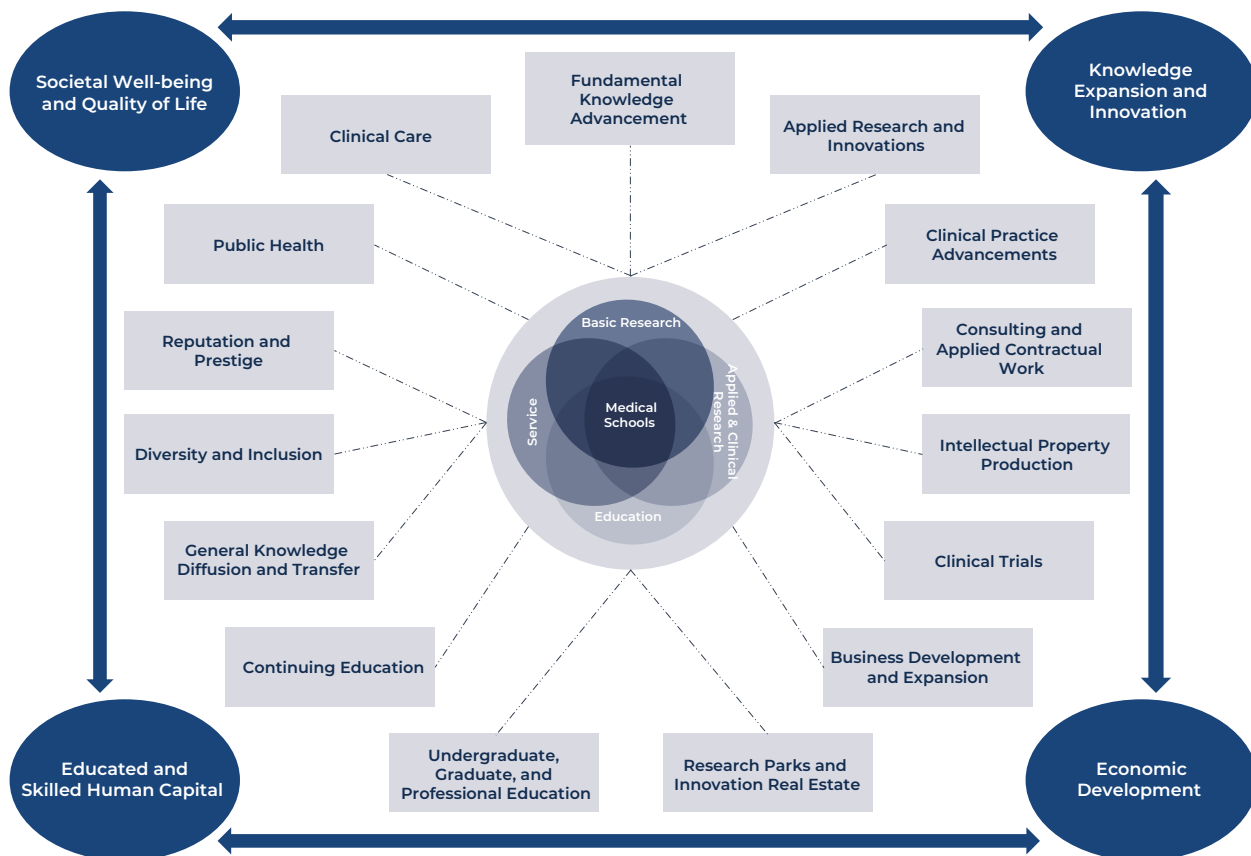 Societal Well-being
and Quality of Life
Knowledge
Expansion and
Innovation
Fundamental
Knowledge
Advancement
Clinical Care
Applied Research and
Innovations
Public Health
Clinical Practice
Advancements
Reputation and
Prestige
Consulting and
Applied Contractual
Work
Diversity and Inclusion
Intellectual Property
Production
General Knowledge
Diffusion and Transfer
Clinical Trials
Continuing Education
Business Development
and Expansion
Undergraduate,
Graduate, and
Professional Education
Research Parks and
Innovation Real Estate
Basic Research
Service
Medical
Schools
Applied & Clinical
Research
Education
Educated and
Skilled Human Capital
Economic
Development